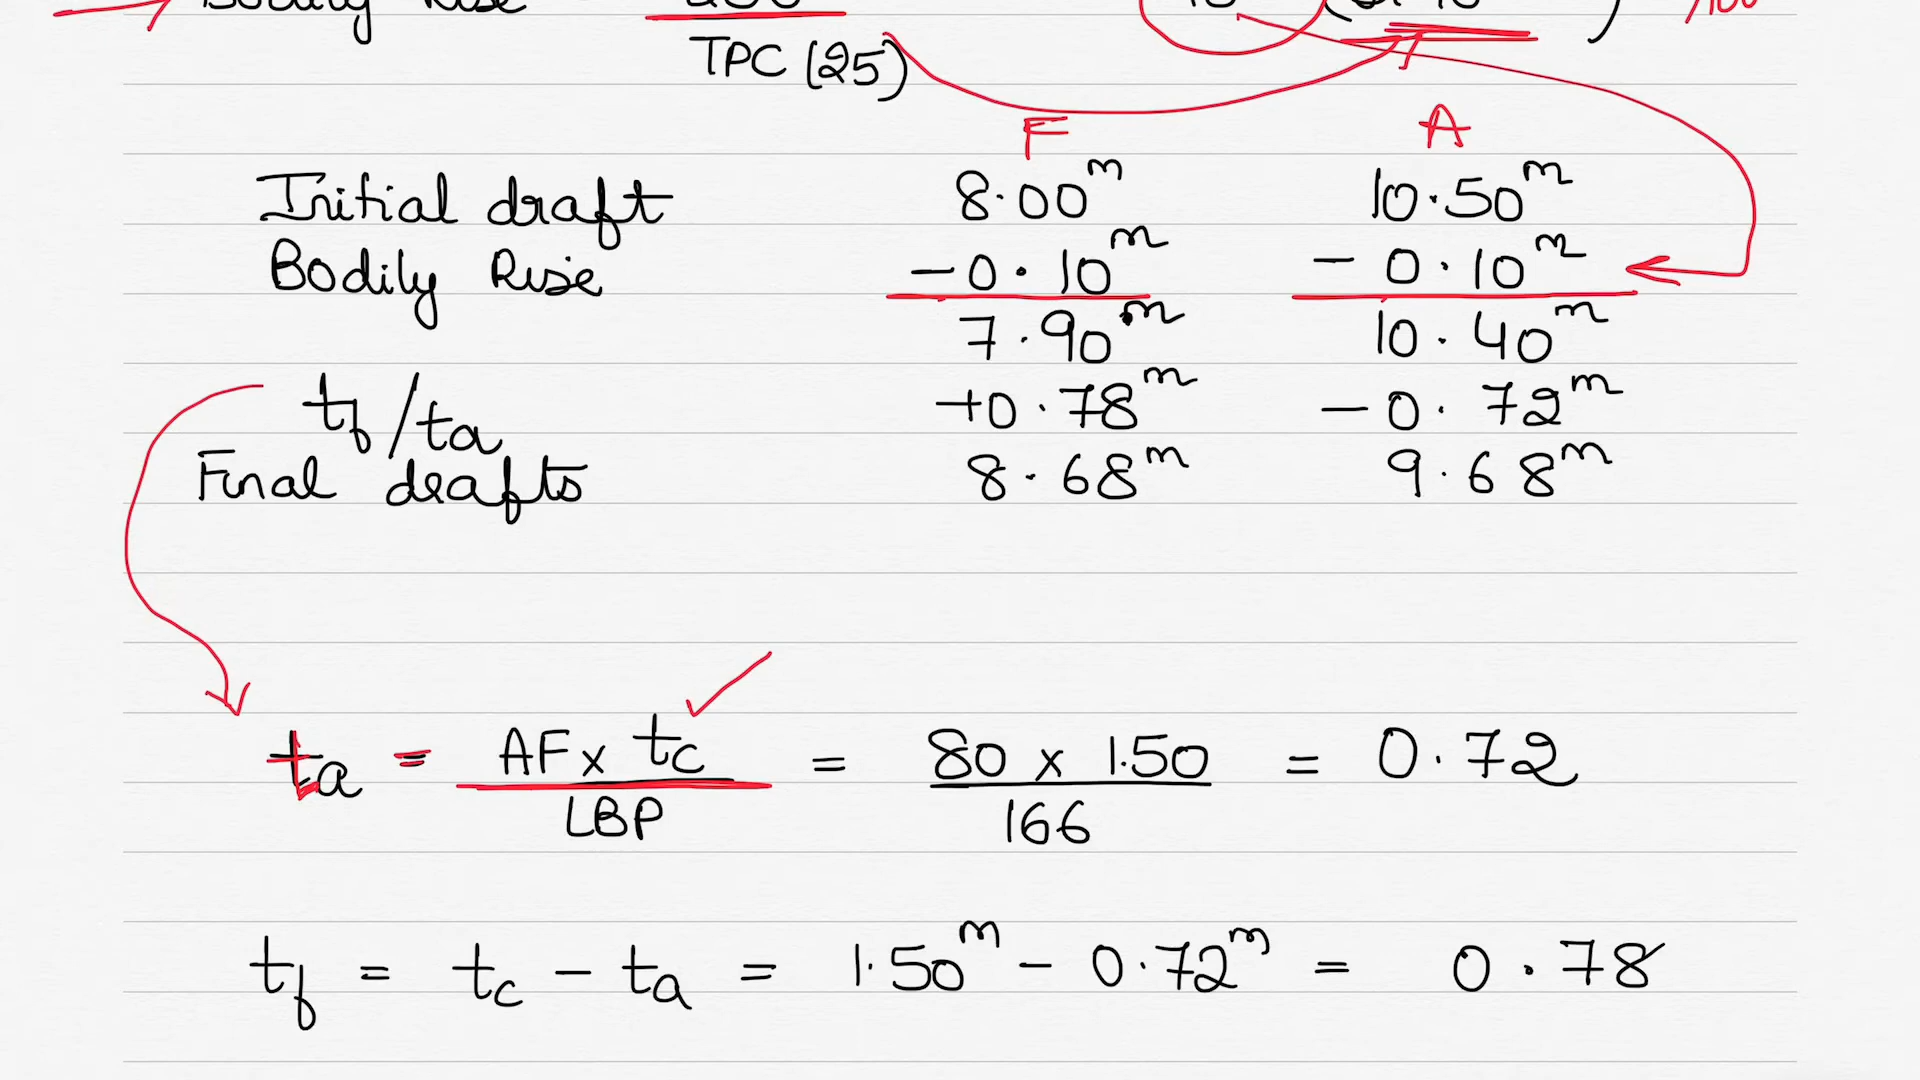 Bodily Rise
TPC (25)
F A
Initial draft 8.00m 10.50m
Bodily Rise -0.10m -0.10m
7.90m 10.40m
tf/ta +0.78m -0.72m
Final drafts 8.68m 9.68m
ta = AF x tc / LBP = 80 x 1.50 / 166 = 0.72
tf = tc - ta = 1.50m - 0.72m = 0.78